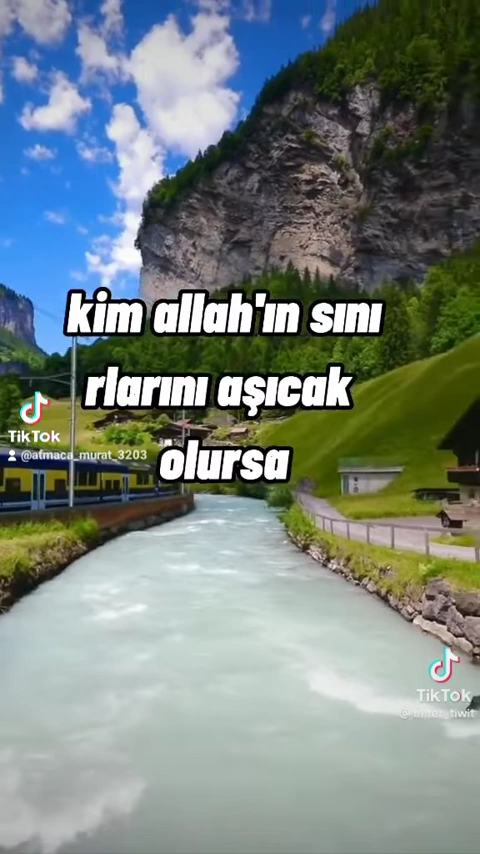 kim allah'ın sını
rlarını aşıcak
olursa
TikTok
@atmaca_murat_3203
TikTok